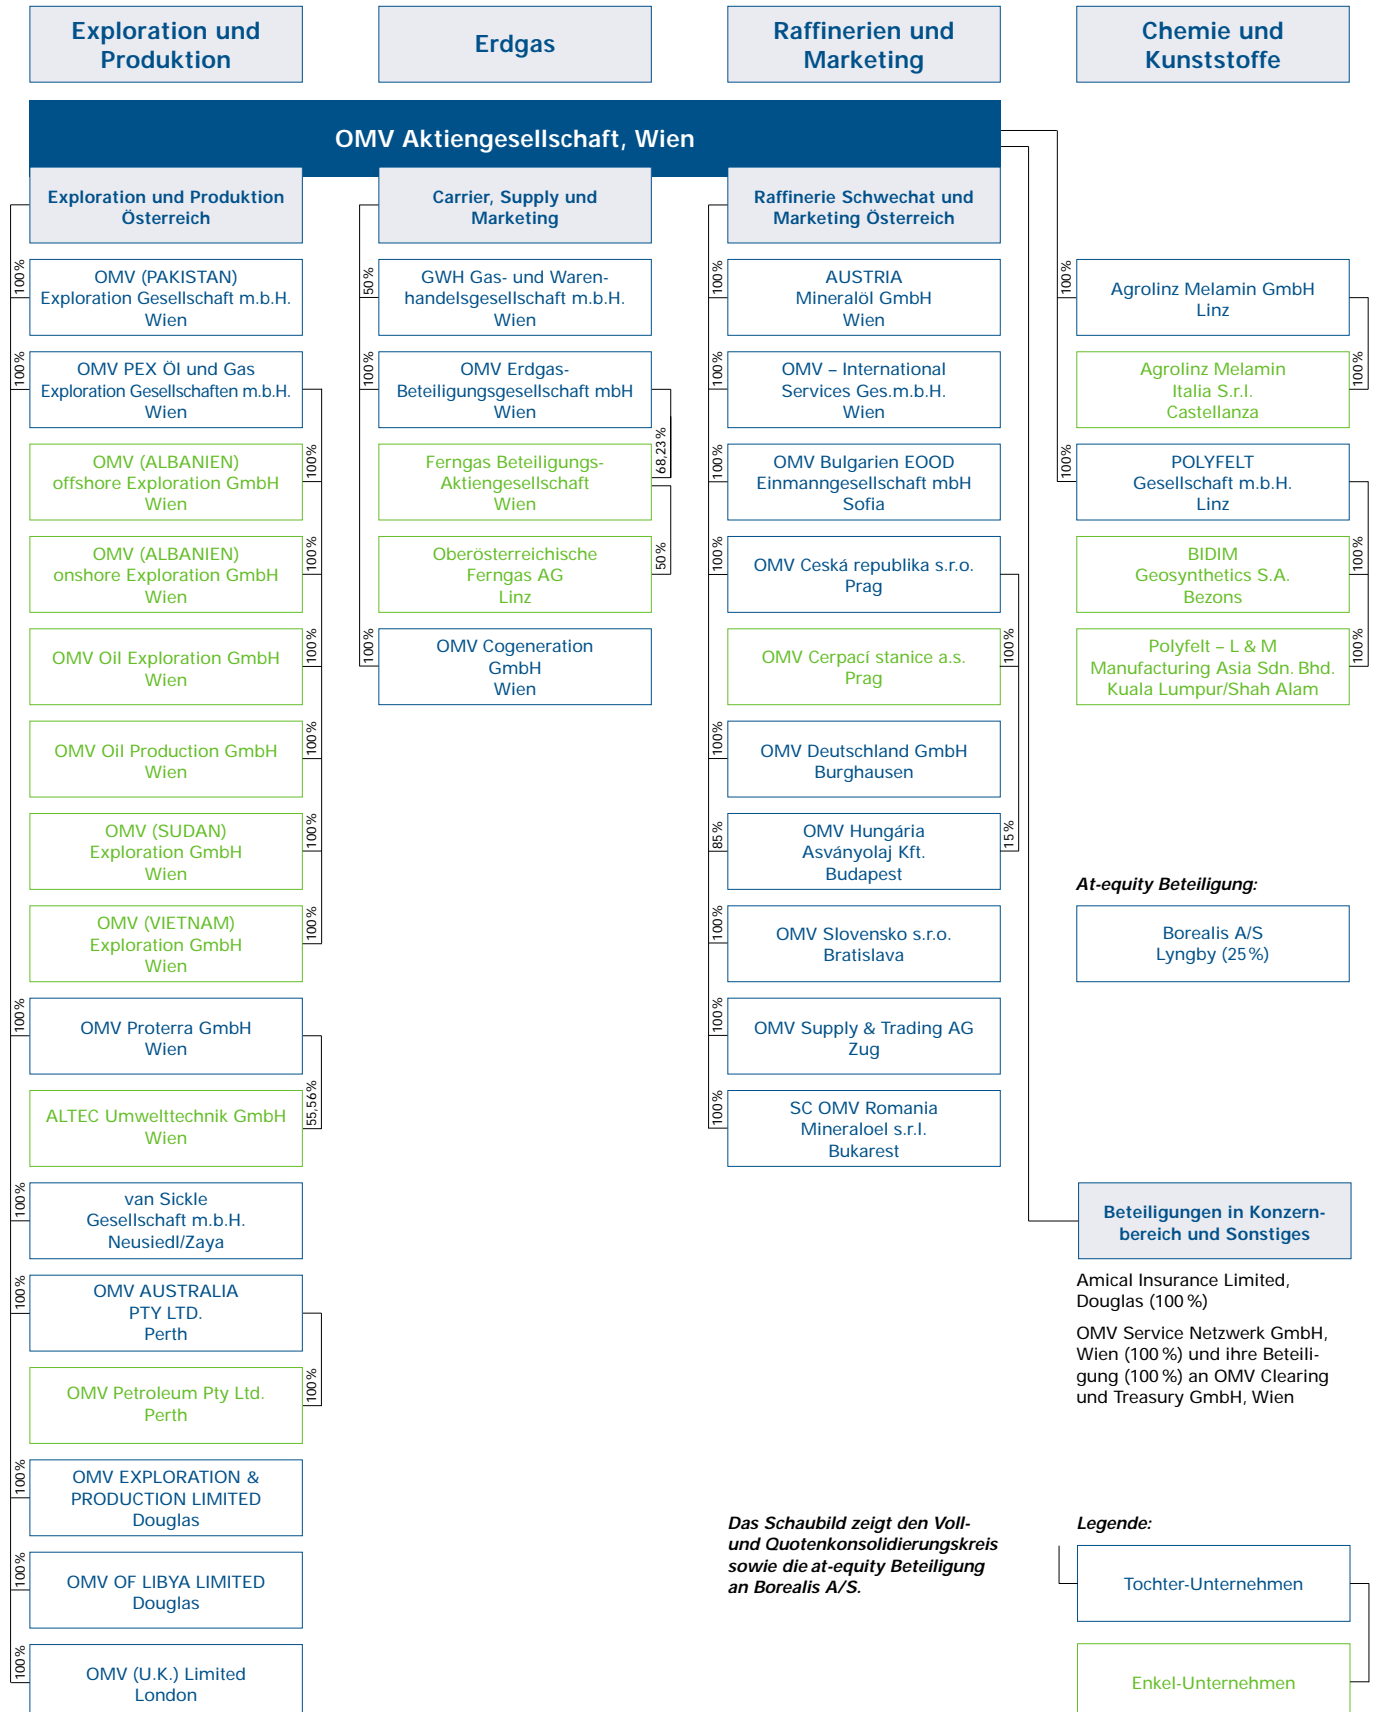 Exploration und
Produktion
Erdgas
Raffinerien und
Marketing
Chemie und
Kunststoffe
OMV Aktiengesellschaft, Wien
Exploration und Produktion
Österreich
100%
OMV (PAKISTAN)
Exploration Gesellschaft m.b.H.
Wien
100%
OMV PEX Öl und Gas
Exploration Gesellschaften m.b.H.
Wien
OMV (ALBANIEN)
offshore Exploration GmbH
Wien
100%
OMV (ALBANIEN)
onshore Exploration GmbH
Wien
100%
OMV Oil Exploration GmbH
Wien
100%
OMV Oil Production GmbH
Wien
100%
OMV (SUDAN)
Exploration GmbH
Wien
100%
OMV (VIETNAM)
Exploration GmbH
Wien
100%
100%
OMV Proterra GmbH
Wien
ALTEC Umwelttechnik GmbH
Wien
55,56%
100%
van Sickle
Gesellschaft m.b.H.
Neusiedl/Zaya
100%
OMV AUSTRALIA
PTY LTD.
Perth
OMV Petroleum Pty Ltd.
Perth
100%
100%
OMV EXPLORATION &
PRODUCTION LIMITED
Douglas
100%
OMV OF LIBYA LIMITED
Douglas
100%
OMV (U.K.) Limited
London
Carrier, Supply und
Marketing
50%
GWH Gas- und Waren-
handelsgesellschaft m.b.H.
Wien
100%
OMV Erdgas-
Beteiligungsgesellschaft mbH
Wien
Ferngas Beteiligungs-
Aktiengesellschaft
Wien
68,23%
Oberösterreichische
Ferngas AG
Linz
50%
100%
OMV Cogeneration
GmbH
Wien
Raffinerie Schwechat und
Marketing Österreich
100%
AUSTRIA
Mineralöl GmbH
Wien
100%
OMV – International
Services Ges.m.b.H.
Wien
100%
OMV Bulgarien EOOD
Einmanngesellschaft mbH
Sofia
100%
OMV Ceská republika s.r.o.
Prag
OMV Cerpací stanice a.s.
Prag
100%
100%
OMV Deutschland GmbH
Burghausen
85%
OMV Hungária
Asványolaj Kft.
Budapest
15%
100%
OMV Slovensko s.r.o.
Bratislava
100%
OMV Supply & Trading AG
Zug
100%
SC OMV Romania
Mineraloel s.r.l.
Bukarest
100%
Agrolinz Melamin GmbH
Linz
Agrolinz Melamin
Italia S.r.l.
Castellanza
100%
100%
POLYFELT
Gesellschaft m.b.H.
Linz
BIDIM
Geosynthetics S.A.
Bezons
100%
Polyfelt – L & M
Manufacturing Asia Sdn. Bhd.
Kuala Lumpur/Shah Alam
100%
At-equity Beteiligung:
Borealis A/S
Lyngby (25%)
Beteiligungen in Konzern-
bereich und Sonstiges
Amical Insurance Limited,
Douglas (100 %)
OMV Service Netzwerk GmbH,
Wien (100 %) und ihre Beteili-
gung (100 %) an OMV Clearing
und Treasury GmbH, Wien
Das Schaubild zeigt den Voll-
und Quotenkonsolidierungskreis
sowie die at-equity Beteiligung
an Borealis A/S.
Legende:
Tochter-Unternehmen
Enkel-Unternehmen